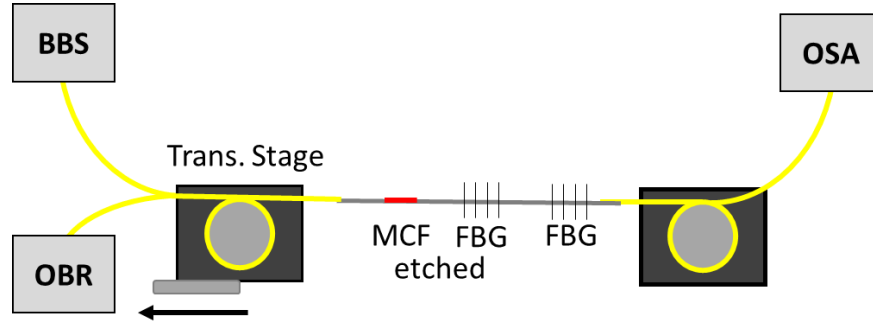 BBS
OSA
Trans. Stage
MCF FBG FBG
etched
OBR